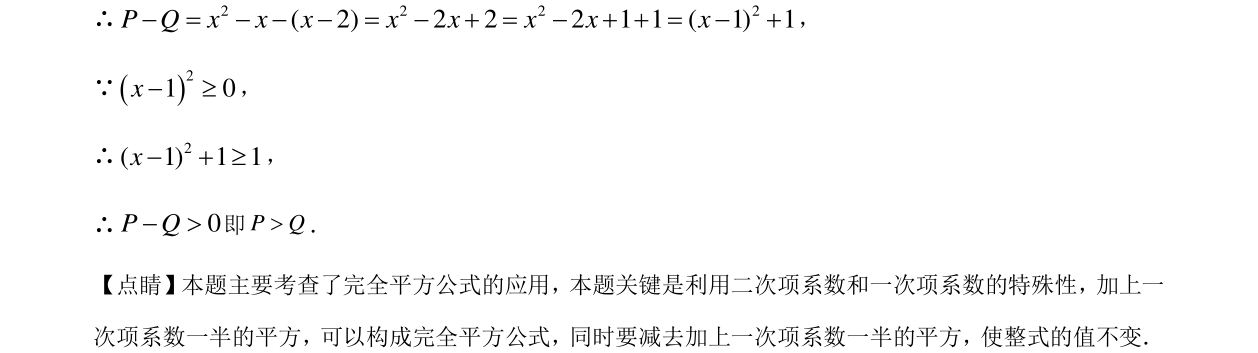 ∴ P−Q=x²−x−(x−2)=x²−2x+2=x²−2x+1+1=(x−1)²+1，
∵(x−1)²≥0，
∴(x−1)²+1≥1，
∴P−Q>0即P>Q．
【点睛】本题主要考查了完全平方公式的应用，本题关键是利用二次项系数和一次项系数的特殊性，加上一
次项系数一半的平方，可以构成完全平方公式，同时要减去加上一次项系数一半的平方，使整式的值不变．